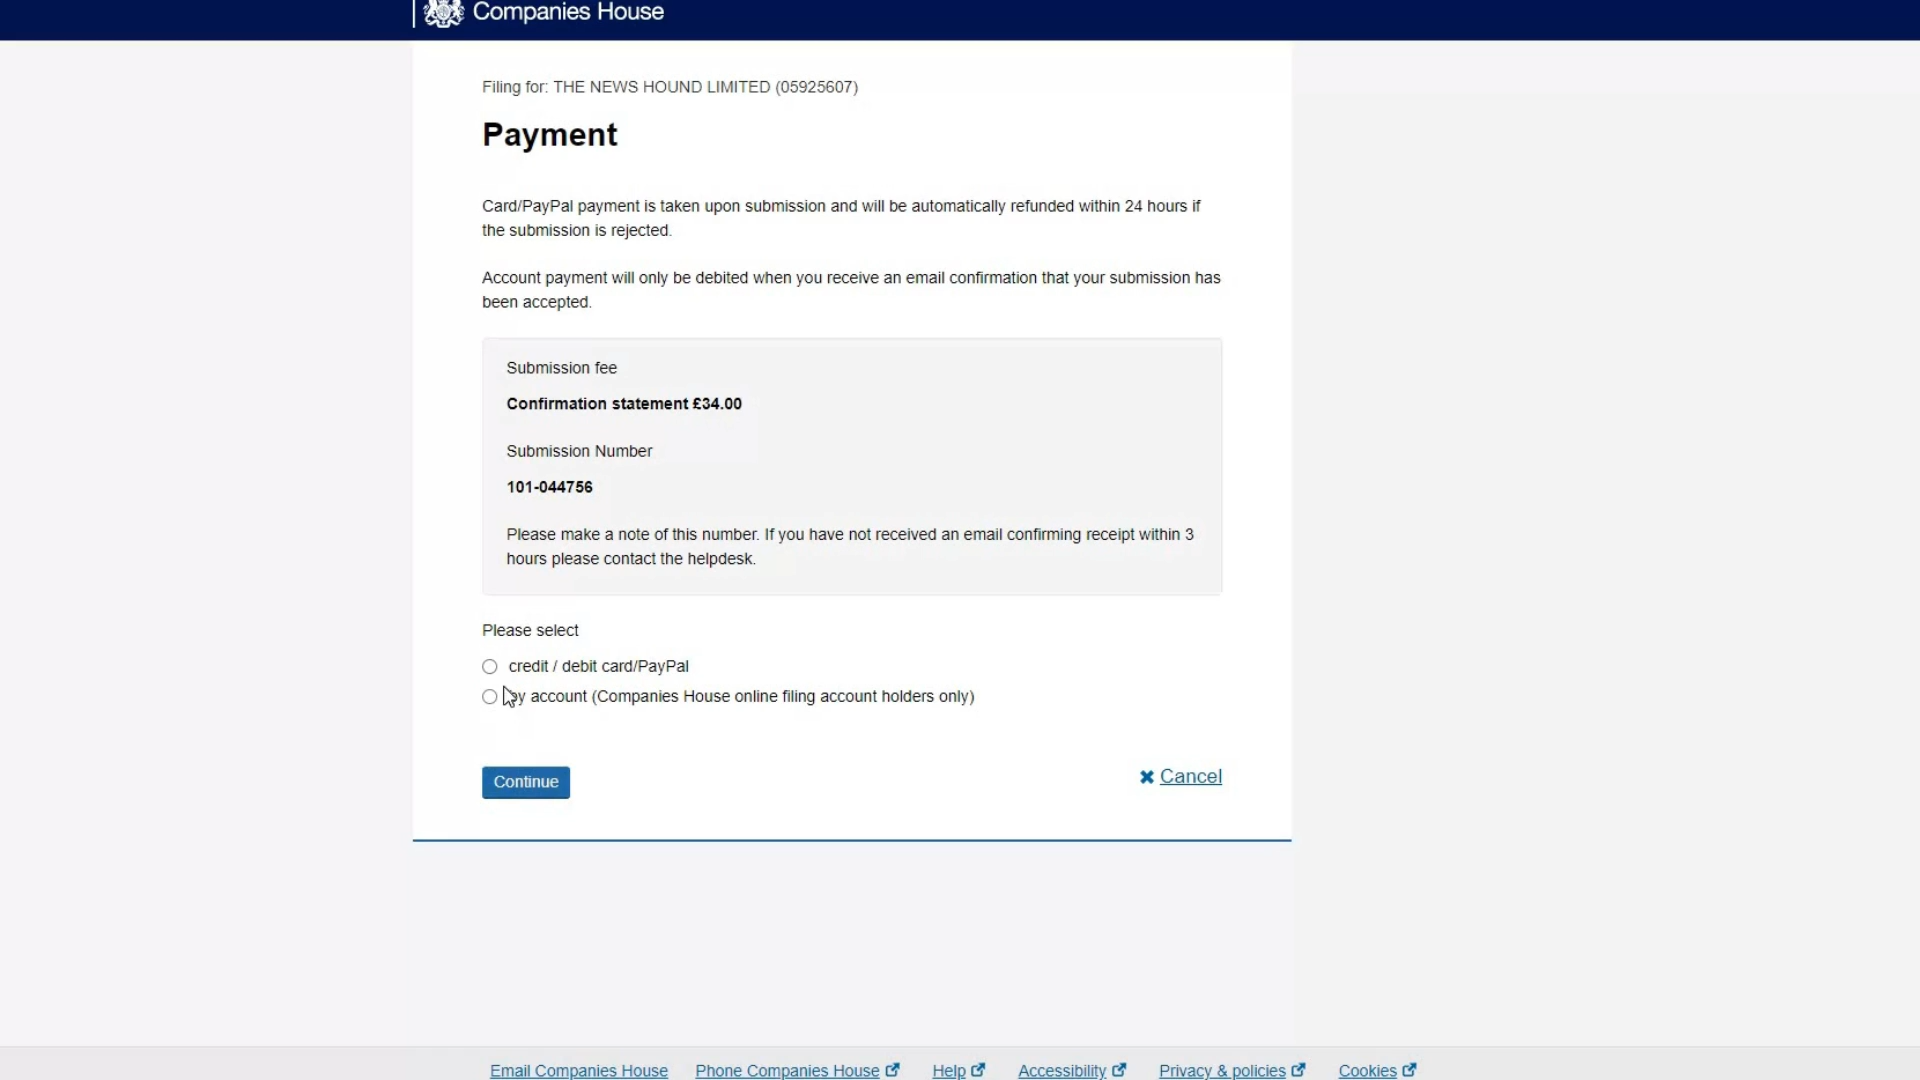 Companies House
Filing for: THE NEWS HOUND LIMITED (05925607)
Payment
Card/PayPal payment is taken upon submission and will be automatically refunded within 24 hours if
the submission is rejected.
Account payment will only be debited when you receive an email confirmation that your submission has
been accepted.
Submission fee
Confirmation statement £34.00
Submission Number
101-044756
Please make a note of this number. If you have not received an email confirming receipt within 3
hours please contact the helpdesk.
Please select
credit / debit card/PayPal
by account (Companies House online filing account holders only)
Continue
Cancel
Email Companies House Phone Companies House Help Accessibility Privacy & policies Cookies